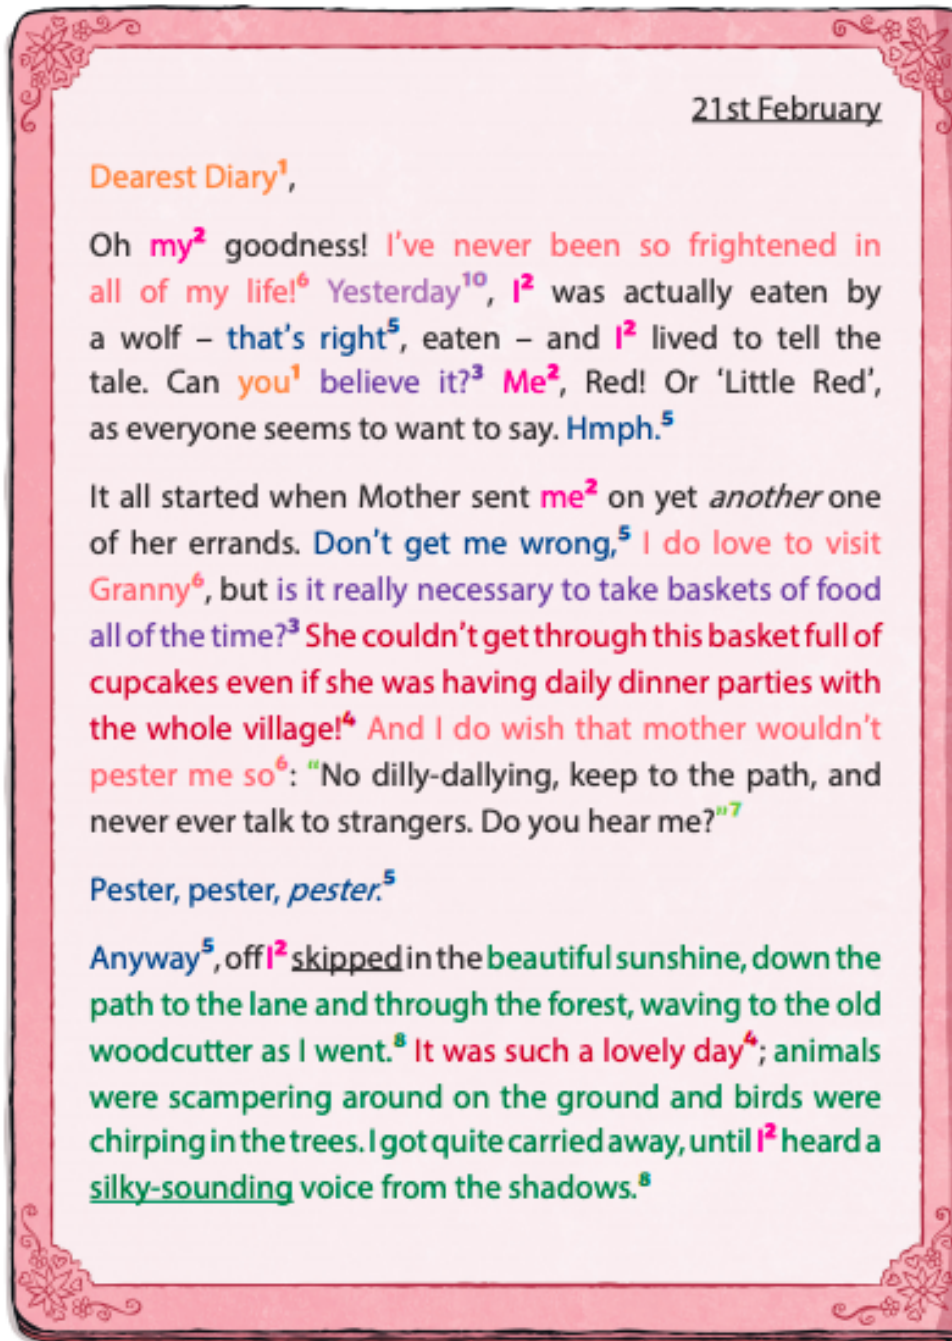 21st February
Dearest Diary¹,
Oh my² goodness! I've never been so frightened in
all of my life!⁶ Yesterday¹⁰, I² was actually eaten by
a wolf – that's right⁵, eaten – and I² lived to tell the
tale. Can you¹ believe it?³ Me², Red! Or 'Little Red',
as everyone seems to want to say. Hmph.⁵
It all started when Mother sent me² on yet another one
of her errands. Don't get me wrong,⁵ I do love to visit
Granny⁶, but is it really necessary to take baskets of food
all of the time?³ She couldn't get through this basket full of
cupcakes even if she was having daily dinner parties with
the whole village!⁴ And I do wish that mother wouldn't
pester me so⁶: "No dilly-dallying, keep to the path, and
never ever talk to strangers. Do you hear me?"⁷
Pester, pester, pester.⁵
Anyway⁵, off I² skipped in the beautiful sunshine, down the
path to the lane and through the forest, waving to the old
woodcutter as I went.⁸ It was such a lovely day⁴; animals
were scampering around on the ground and birds were
chirping in the trees. I got quite carried away, until I² heard a
silky-sounding voice from the shadows.⁸